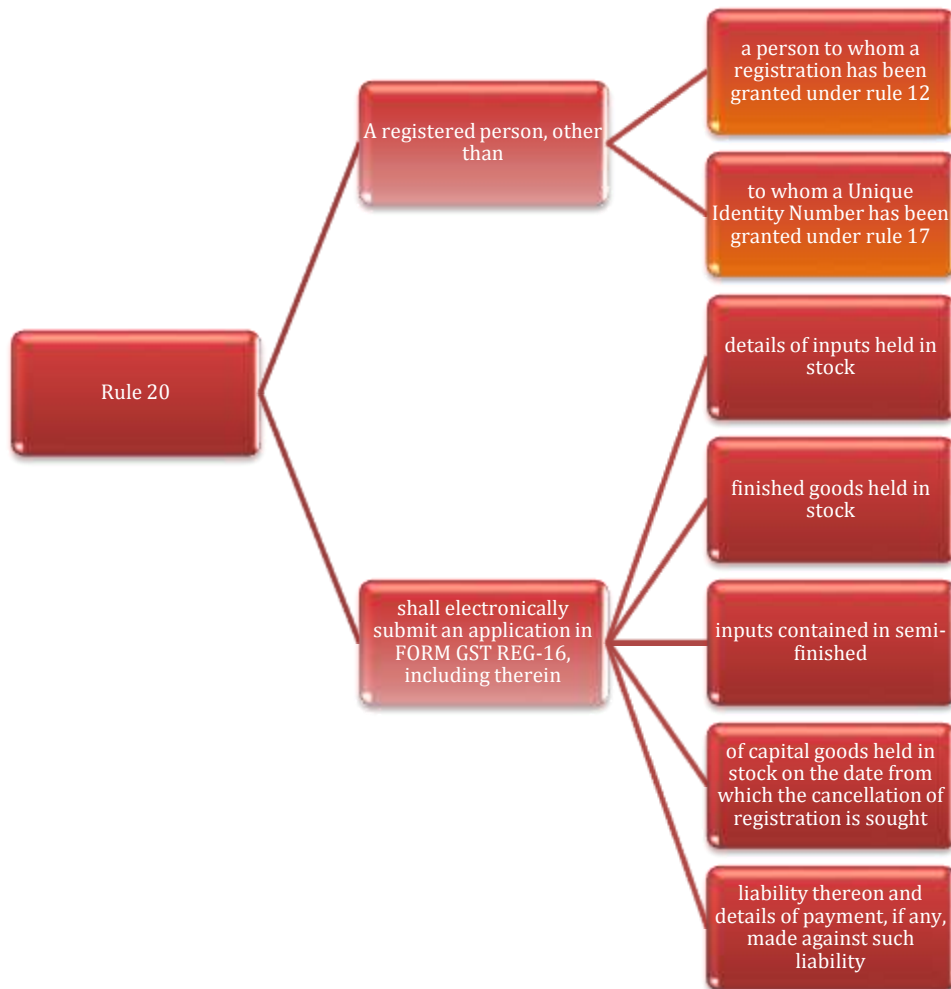 Rule 20
A registered person, other
than
a person to whom a
registration has been
granted under rule 12
to whom a Unique
Identity Number has been
granted under rule 17
shall electronically
submit an application in
FORM GST REG-16,
including therein
details of inputs held in
stock
finished goods held in
stock
inputs contained in semi-
finished
of capital goods held in
stock on the date from
which the cancellation of
registration is sought
liability thereon and
details of payment, if any,
made against such
liability